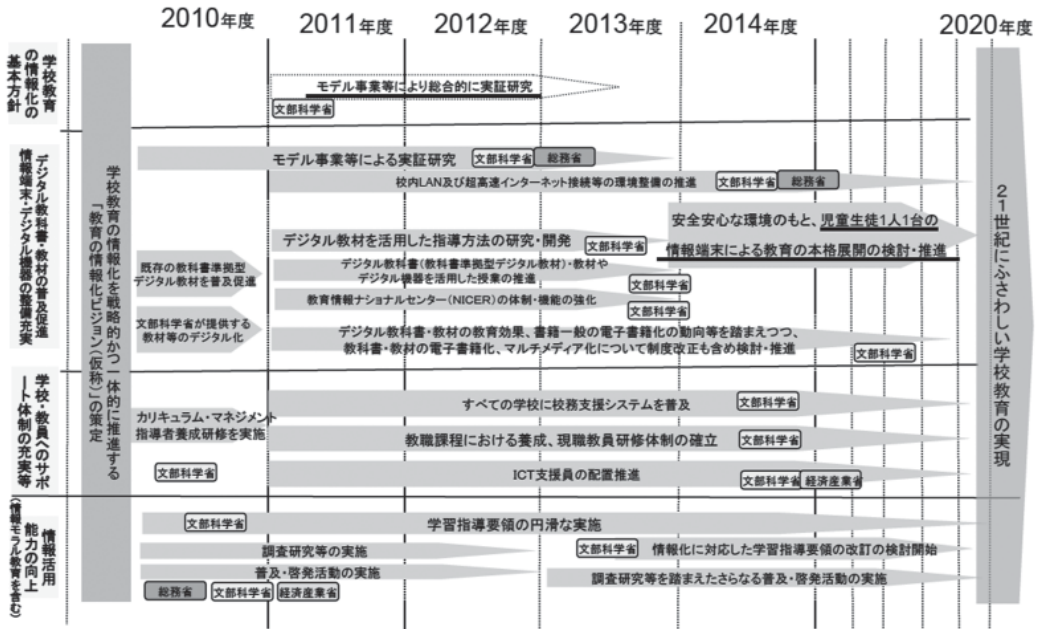 2010年度
2011年度
2012年度
2013年度
2014年度
2020年度
学校教育
の情報化の
基本方針
モデル事業等により総合的に実証研究
文部科学省
デジタル教科書・教材の普及促進
情報端末・デジタル機器の整備充実
学校教育の情報化を戦略的かつ一体的に推進する
「教育の情報化ビジョン(仮称)」の策定
モデル事業等による実証研究
文部科学省
総務省
校内LAN及び超高速インターネット接続等の環境整備の推進
文部科学省
総務省
安全安心な環境のもと、児童生徒1人1台の
情報端末による教育の本格展開の検討・推進
デジタル教材を活用した指導方法の研究・開発
文部科学省
既存の教科書準拠型
デジタル教材を普及促進
デジタル教科書(教科書準拠型デジタル教材)・教材や
デジタル機器を活用した授業の推進
文部科学省
教育情報ナショナルセンター(NICER)の体制・機能の強化
文部科学省
文部科学省が提供する
教材等のデジタル化
デジタル教科書・教材の教育効果、書籍一般の電子書籍化の動向等を踏まえつつ、
教科書・教材の電子書籍化、マルチメディア化について制度改正も含め検討・推進
文部科学省
学校・教員へのサポ
ート体制の充実等
すべての学校に校務支援システムを普及
文部科学省
カリキュラム・マネジメント
指導者養成研修を実施
教職課程における養成、現職教員研修体制の確立
文部科学省
文部科学省
ICT支援員の配置推進
文部科学省
経済産業省
情報活用
能力の向上
(情報モラル教育を含む)
文部科学省
学習指導要領の円滑な実施
調査研究等の実施
文部科学省
情報化に対応した学習指導要領の改訂の検討開始
普及・啓発活動の実施
調査研究等を踏まえたさらなる普及・啓発活動の実施
総務省
文部科学省
経済産業省
21世紀にふさわしい学校教育の実現